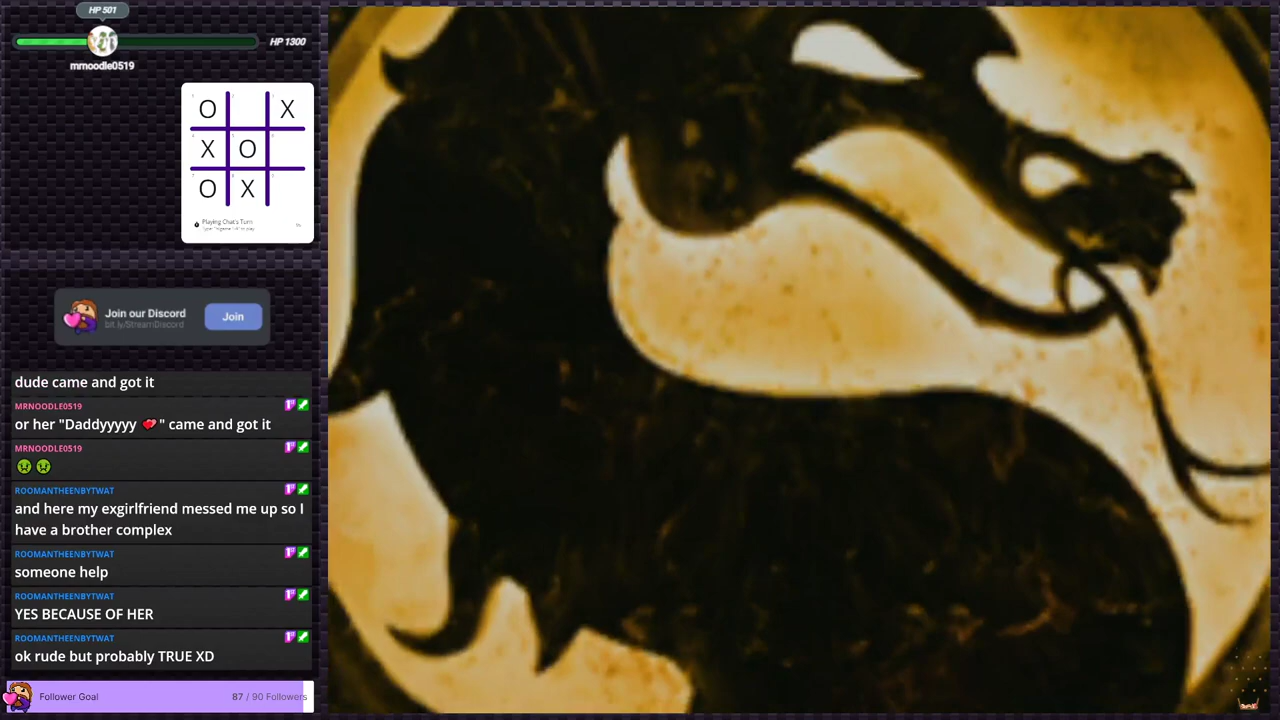 HP 501
HP 1300
mrnoodle0519
O X
X O
O X
Playing Chat's Turn
Join our Discord
bit.ly/StreamDiscord
Join
dude came and got it
MRNOODLE0519
or her "Daddyyyyy 💕" came and got it
MRNOODLE0519
🤢 🤢
ROOMANTHEENBYTWAT
and here my exgirlfriend messed me up so I
have a brother complex
ROOMANTHEENBYTWAT
someone help
ROOMANTHEENBYTWAT
YES BECAUSE OF HER
ROOMANTHEENBYTWAT
ok rude but probably TRUE XD
Follower Goal
87 / 90 Followers